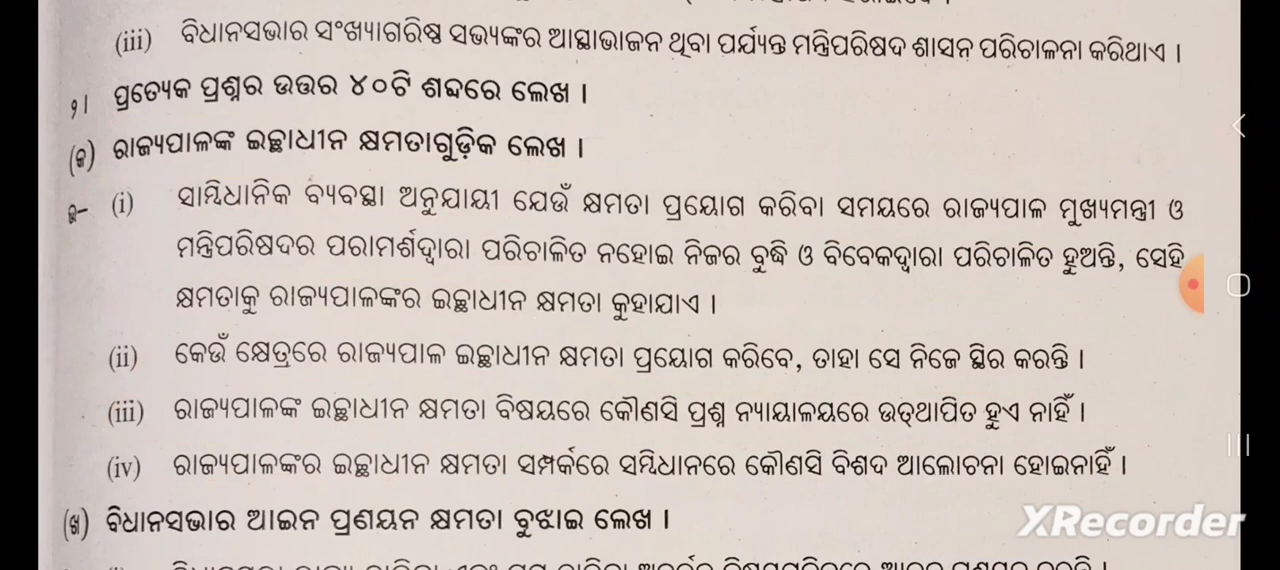 (iii) ବିଧାନସଭାର ସଂଖ୍ୟାଗରିଷ୍ଠ ସଭ୍ୟଙ୍କର ଆସ୍ଥାଭାଜନ ଥିବା ପର୍ଯ୍ୟନ୍ତ ମନ୍ତ୍ରିପରିଷଦ ଶାସନ ପରିଚାଳନା କରିଥାଏ ।
୨। ପ୍ରତ୍ୟେକ ପ୍ରଶ୍ନର ଉତ୍ତର ୪୦ଟି ଶବ୍ଦରେ ଲେଖ ।
(କ) ରାଜ୍ୟପାଳଙ୍କ ଇଚ୍ଛାଧୀନ କ୍ଷମତାଗୁଡ଼ିକ ଲେଖ ।
ଉ– (i) ସାମ୍ବିଧାନିକ ବ୍ୟବସ୍ଥା ଅନୁଯାୟୀ ଯେଉଁ କ୍ଷମତା ପ୍ରୟୋଗ କରିବା ସମୟରେ ରାଜ୍ୟପାଳ ମୁଖ୍ୟମନ୍ତ୍ରୀ ଓ
ମନ୍ତ୍ରିପରିଷଦର ପରାମର୍ଶଦ୍ୱାରା ପରିଚାଳିତ ନହୋଇ ନିଜର ବୁଦ୍ଧି ଓ ବିବେକଦ୍ୱାରା ପରିଚାଳିତ ହୁଅନ୍ତି, ସେହି
କ୍ଷମତାକୁ ରାଜ୍ୟପାଳଙ୍କର ଇଚ୍ଛାଧୀନ କ୍ଷମତା କୁହାଯାଏ ।
(ii) କେଉଁ କ୍ଷେତ୍ରରେ ରାଜ୍ୟପାଳ ଇଚ୍ଛାଧୀନ କ୍ଷମତା ପ୍ରୟୋଗ କରିବେ, ତାହା ସେ ନିଜେ ସ୍ଥିର କରନ୍ତି ।
(iii) ରାଜ୍ୟପାଳଙ୍କ ଇଚ୍ଛାଧୀନ କ୍ଷମତା ବିଷୟରେ କୌଣସି ପ୍ରଶ୍ନ ନ୍ୟାୟାଳୟରେ ଉତ୍‌ଥାପିତ ହୁଏ ନାହିଁ ।
(iv) ରାଜ୍ୟପାଳଙ୍କର ଇଚ୍ଛାଧୀନ କ୍ଷମତା ସମ୍ପର୍କରେ ସମ୍ବିଧାନରେ କୌଣସି ବିଶଦ ଆଲୋଚନା ହୋଇନାହିଁ ।
(ଖ) ବିଧାନସଭାର ଆଇନ ପ୍ରଣୟନ କ୍ଷମତା ବୁଝାଇ ଲେଖ ।
XRecorder